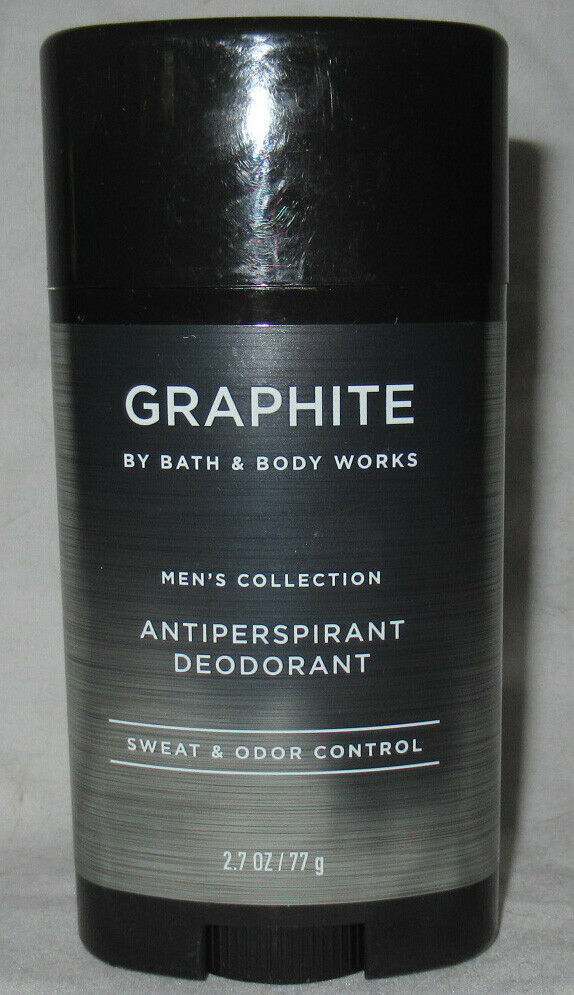 GRAPHITE
BY BATH & BODY WORKS
MEN'S COLLECTION
ANTIPERSPIRANT
DEODORANT
SWEAT & ODOR CONTROL
2.7 OZ / 77 g